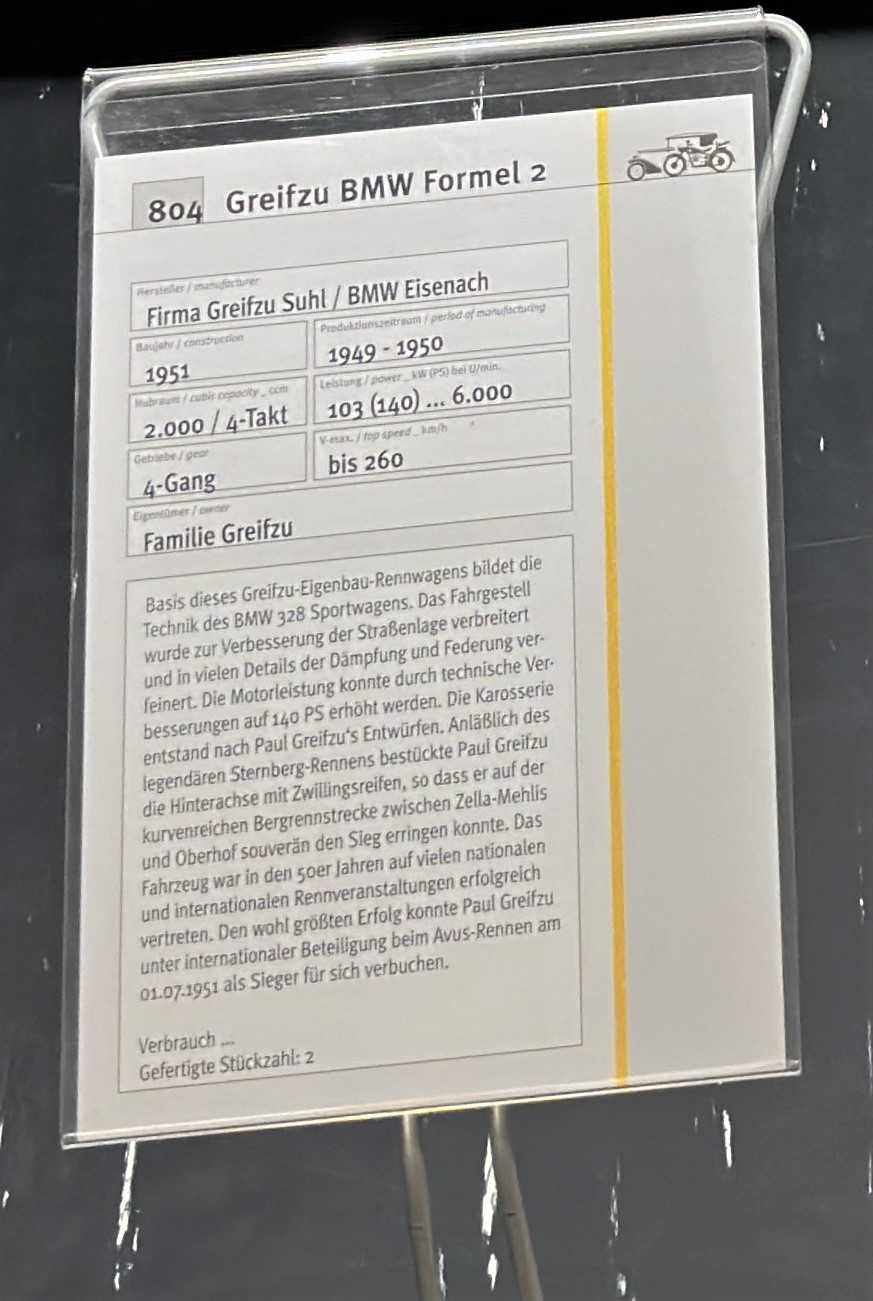 804 Greifzu BMW Formel 2
Hersteller / manufacturer
Firma Greifzu Suhl / BMW Eisenach
Baujahr / construction
1951
Produktionszeitraum / period of manufacturing
1949 - 1950
Hubraum / cubic capacity _ ccm
2.000 / 4-Takt
Leistung / power _ kW (PS) bei U/min.
103 (140) ... 6.000
Getriebe / gear
4-Gang
V-max. / top speed _ km/h
bis 260
Eigentümer / owner
Familie Greifzu
Basis dieses Greifzu-Eigenbau-Rennwagens bildet die
Technik des BMW 328 Sportwagens. Das Fahrgestell
wurde zur Verbesserung der Straßenlage verbreitert
und in vielen Details der Dämpfung und Federung ver-
feinert. Die Motorleistung konnte durch technische Ver-
besserungen auf 140 PS erhöht werden. Die Karosserie
entstand nach Paul Greifzu's Entwürfen. Anläßlich des
legendären Sternberg-Rennens bestückte Paul Greifzu
die Hinterachse mit Zwillingsreifen, so dass er auf der
kurvenreichen Bergrennstrecke zwischen Zella-Mehlis
und Oberhof souverän den Sieg erringen konnte. Das
Fahrzeug war in den 50er Jahren auf vielen nationalen
und internationalen Rennveranstaltungen erfolgreich
vertreten. Den wohl größten Erfolg konnte Paul Greifzu
unter internationaler Beteiligung beim Avus-Rennen am
01.07.1951 als Sieger für sich verbuchen.
Verbrauch ...
Gefertigte Stückzahl: 2